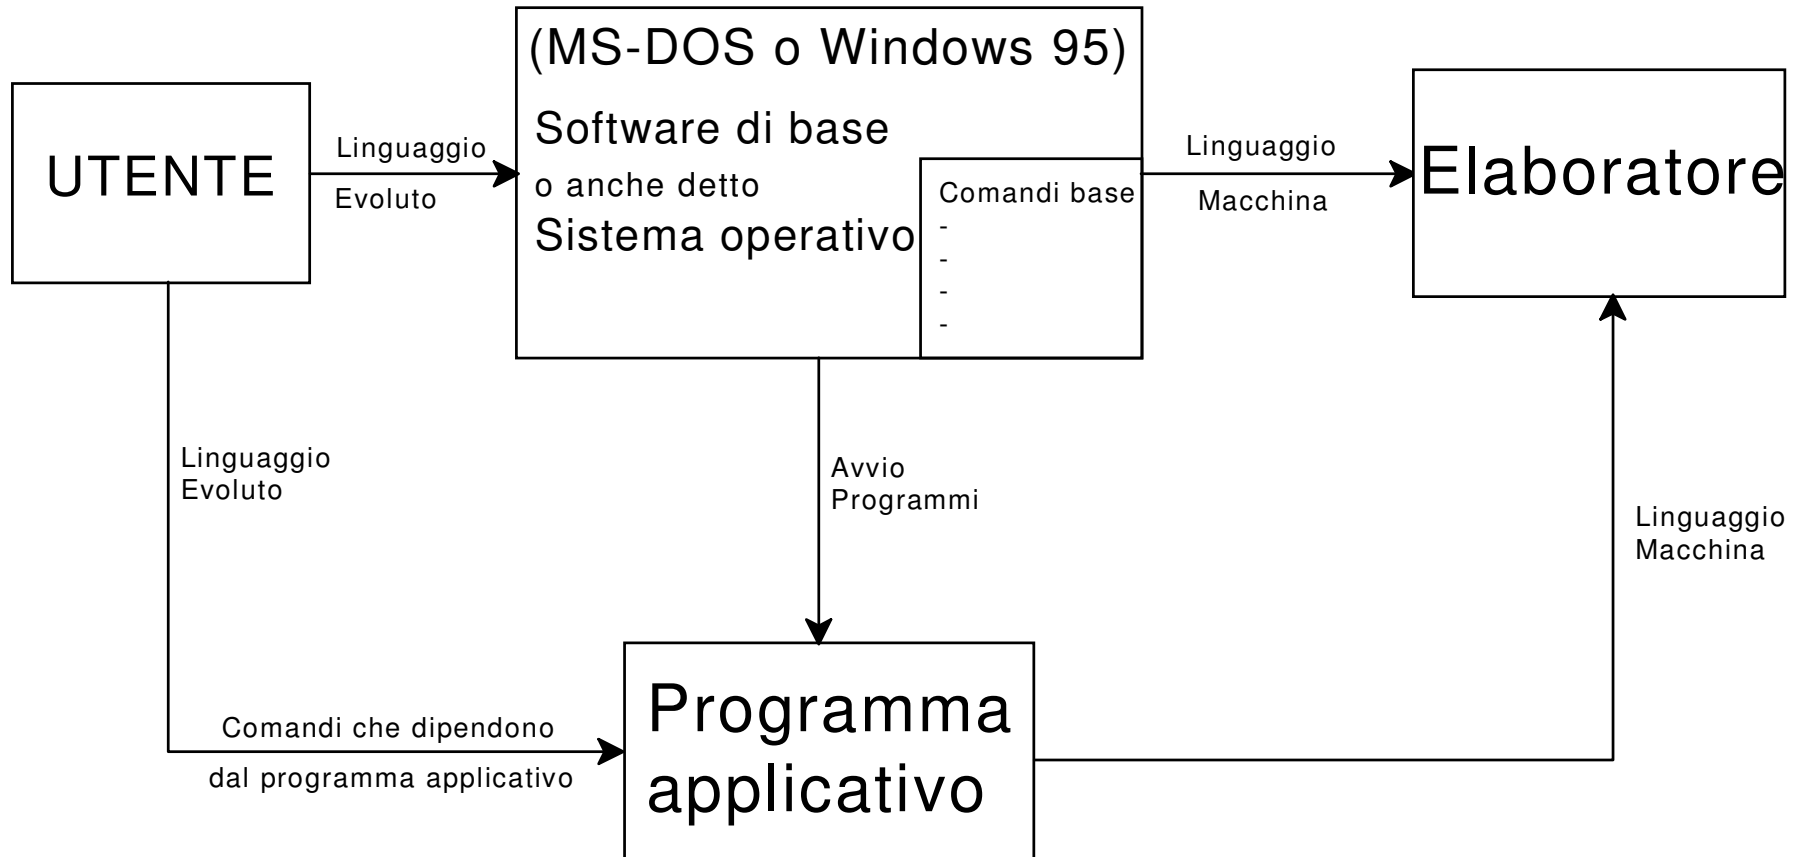 (MS-DOS o Windows 95)
UTENTE
Linguaggio
Evoluto
Software di base
o anche detto
Sistema operativo
Comandi base
-
-
-
-
Linguaggio
Macchina
Elaboratore
Linguaggio
Evoluto
Avvio
Programmi
Linguaggio
Macchina
Comandi che dipendono
dal programma applicativo
Programma
applicativo